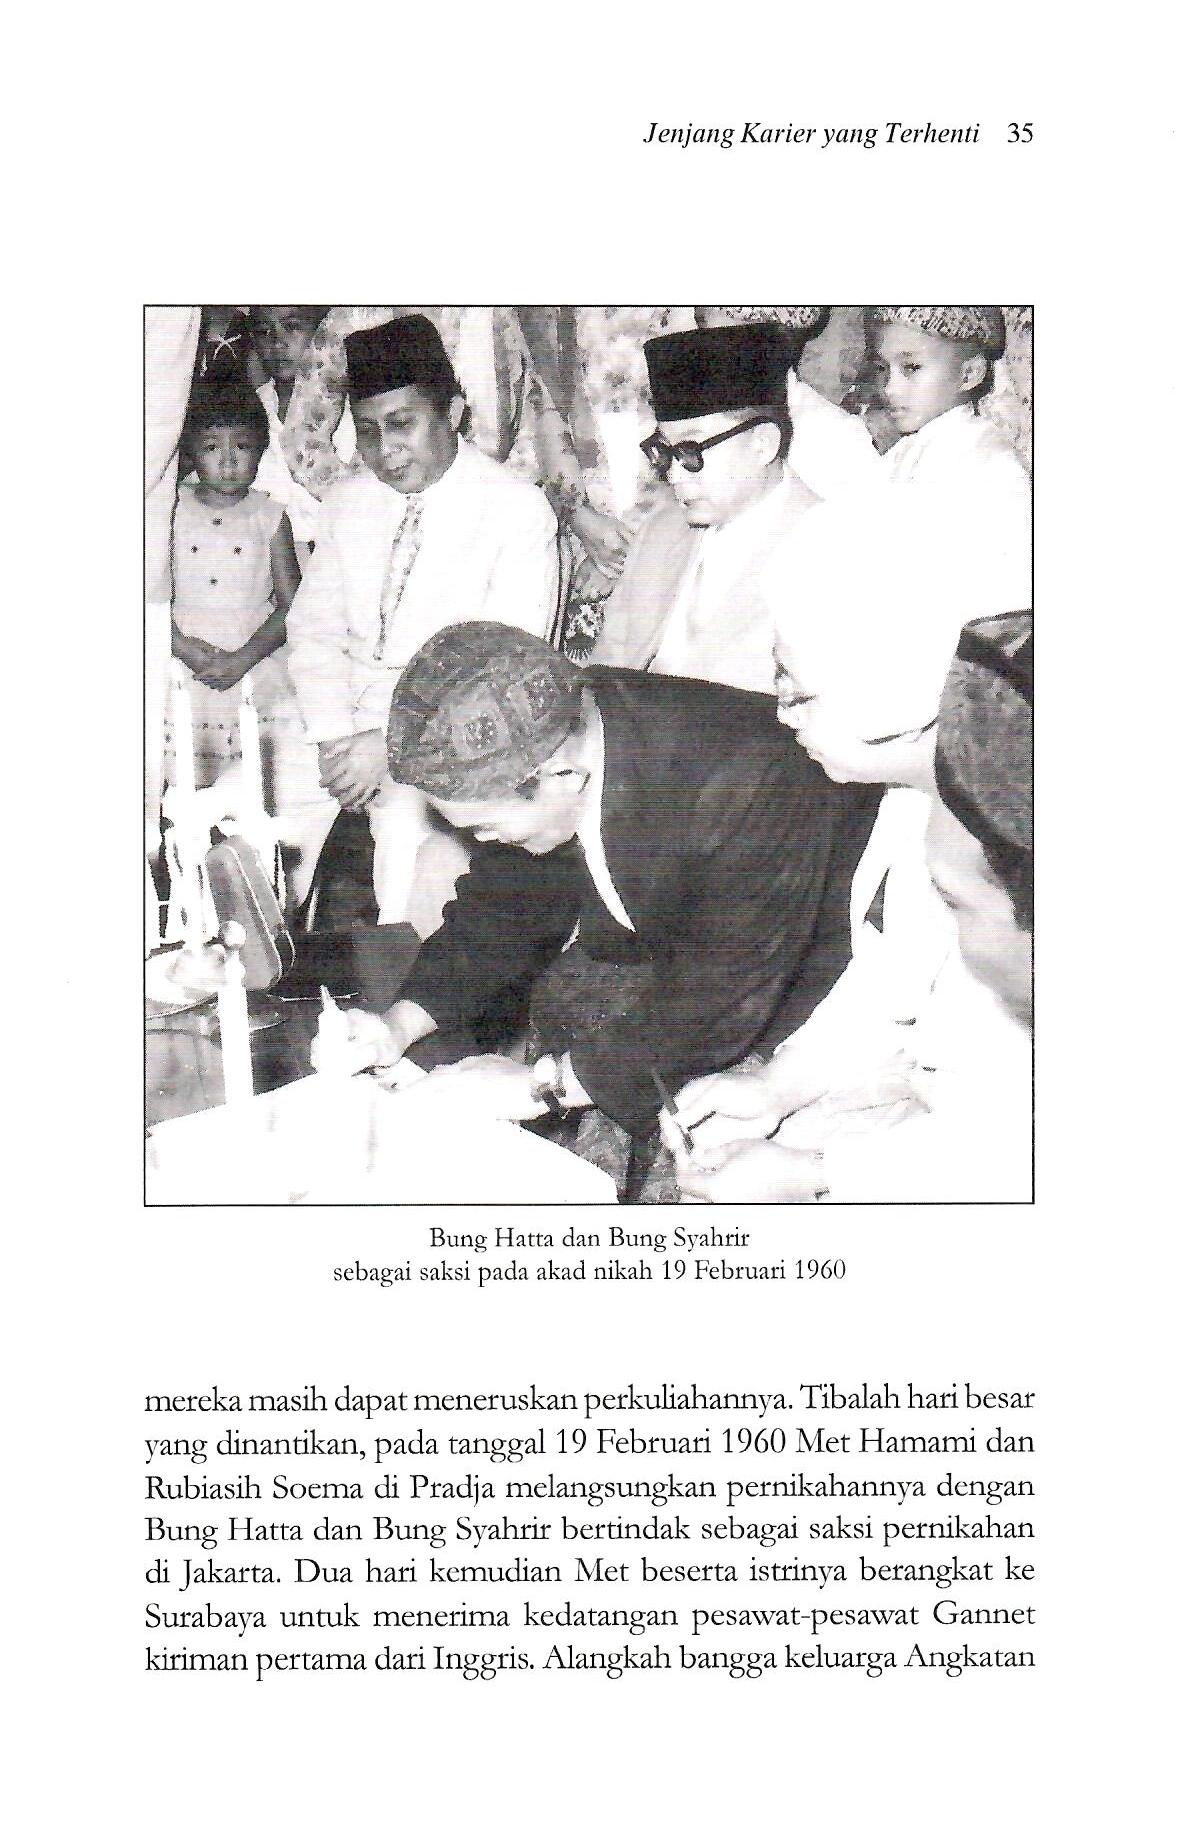 Jenjang Karier yang Terhenti 35
Bung Hatta dan Bung Syahrir
sebagai saksi pada akad nikah 19 Februari 1960
mereka masih dapat meneruskan perkuliahannya. Tibalah hari besar
yang dinantikan, pada tanggal 19 Februari 1960 Met Hamami dan
Rubiasih Soema di Pradja melangsungkan pernikahannya dengan
Bung Hatta dan Bung Syahrir bertindak sebagai saksi pernikahan
di Jakarta. Dua hari kemudian Met beserta istrinya berangkat ke
Surabaya untuk menerima kedatangan pesawat-pesawat Gannet
kiriman pertama dari Inggris. Alangkah bangga keluarga Angkatan